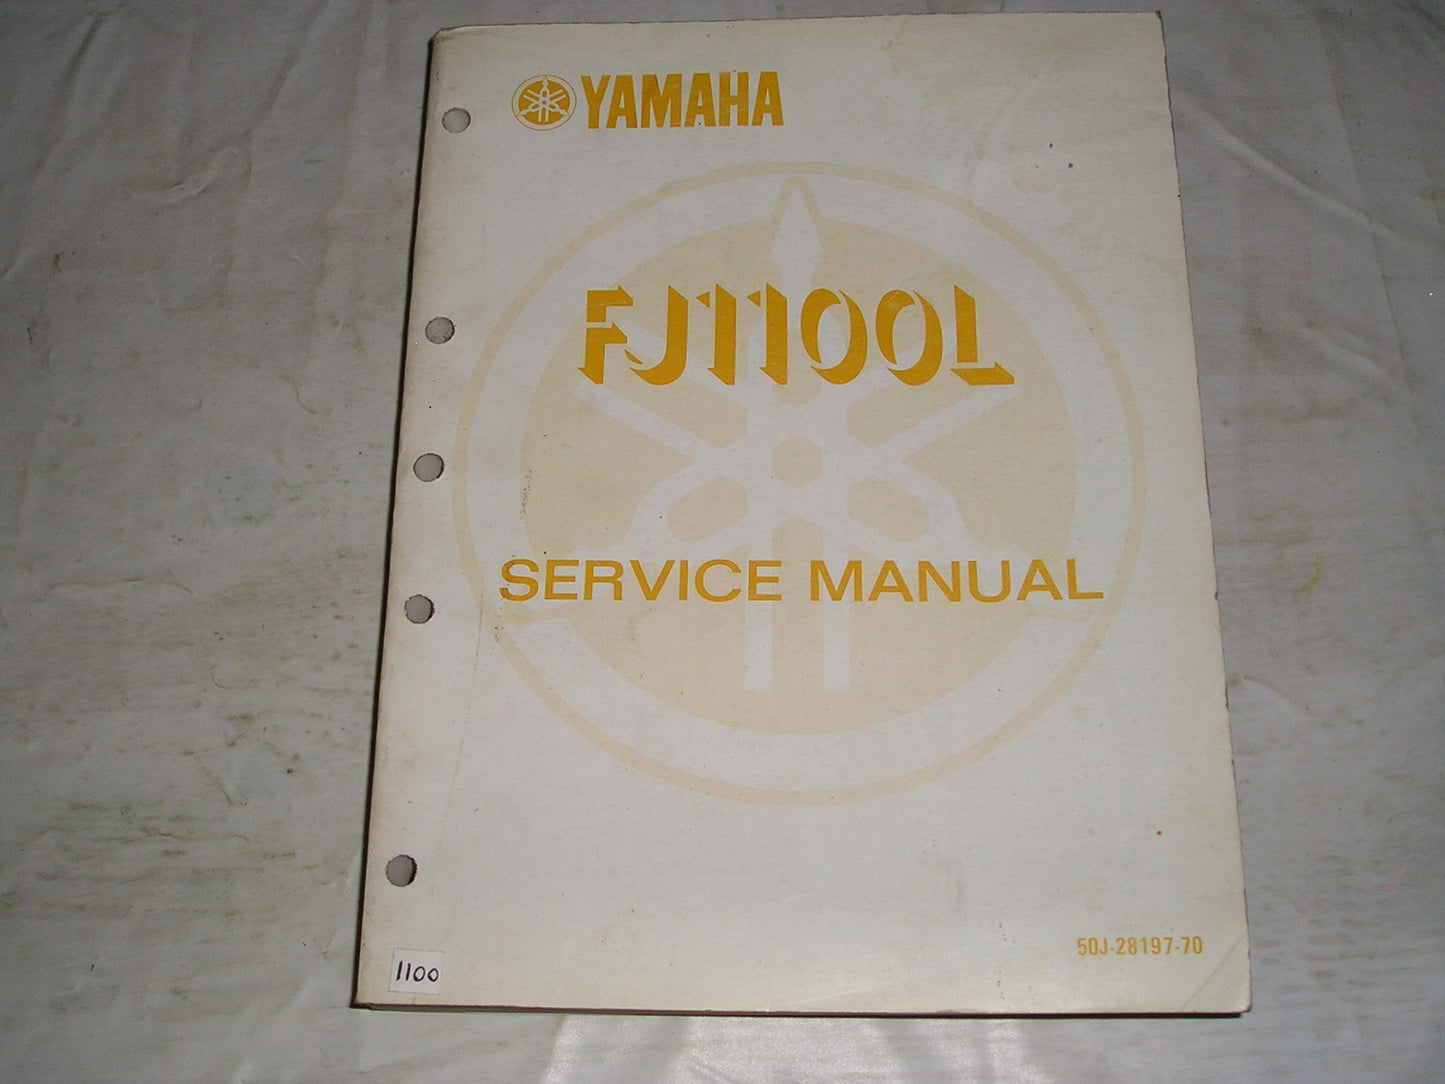 YAMAHA
FJ1100L
SERVICE MANUAL
50J-28197-70
1100